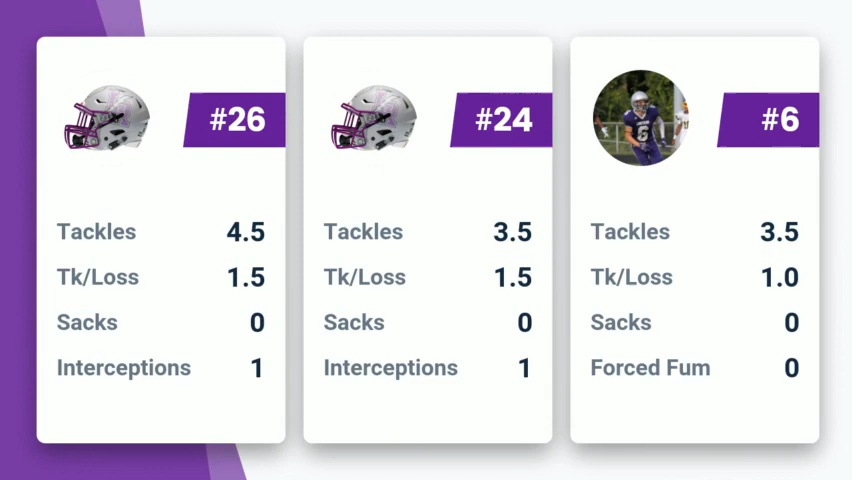 #26
Tackles 4.5
Tk/Loss 1.5
Sacks 0
Interceptions 1
#24
Tackles 3.5
Tk/Loss 1.5
Sacks 0
Interceptions 1
6
#6
Tackles 3.5
Tk/Loss 1.0
Sacks 0
Forced Fum 0